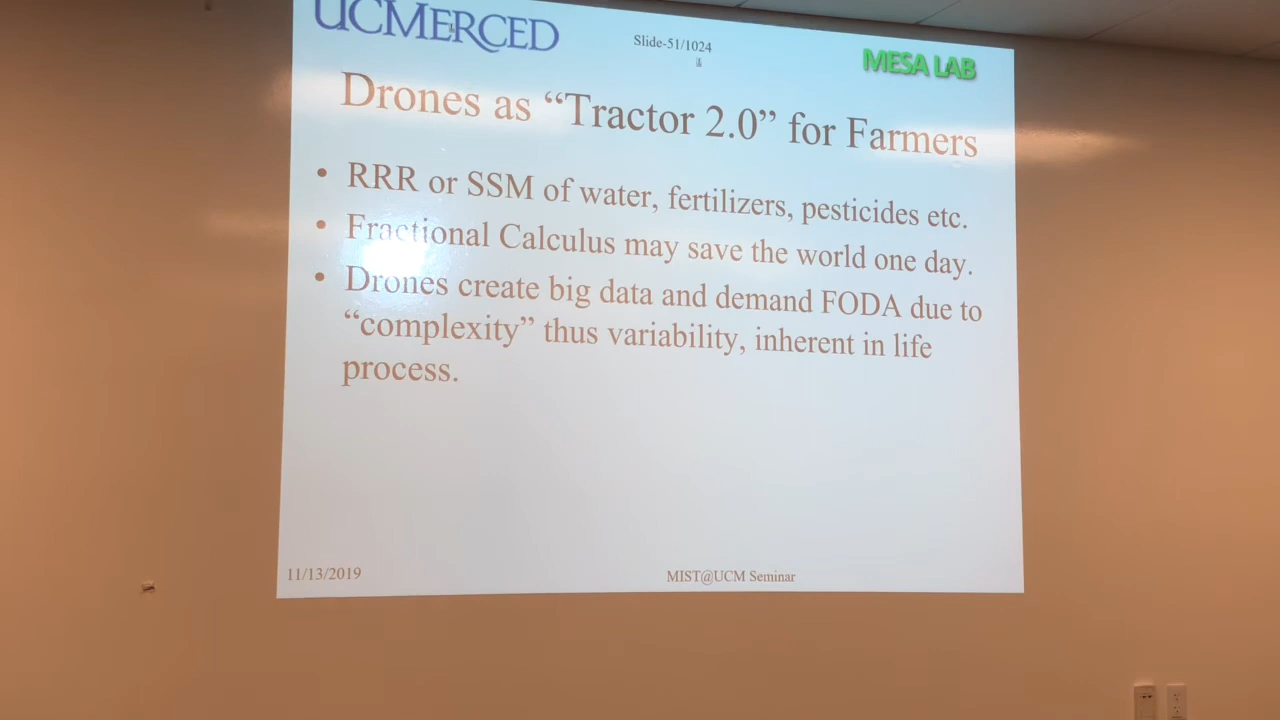 UCMERCED
Slide-51/1024
MESA LAB
Drones as “Tractor 2.0” for Farmers
• RRR or SSM of water, fertilizers, pesticides etc.
• Fractional Calculus may save the world one day.
• Drones create big data and demand FODA due to
“complexity” thus variability, inherent in life
process.
11/13/2019
MIST@UCM Seminar